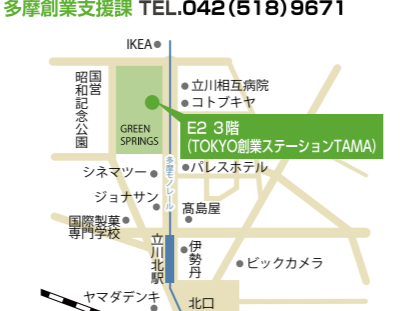 多摩創業支援課 TEL.042(518)9671
IKEA
国営
昭和記念公園
立川相互病院
コトブキヤ
GREEN
SPRINGS
E2 3階
(TOKYO創業ステーションTAMA)
シネマツー
多摩モノレール
パレスホテル
ジョナサン
髙島屋
国際製菓
専門学校
立川北駅
伊勢丹
ビックカメラ
ヤマダデンキ
北口